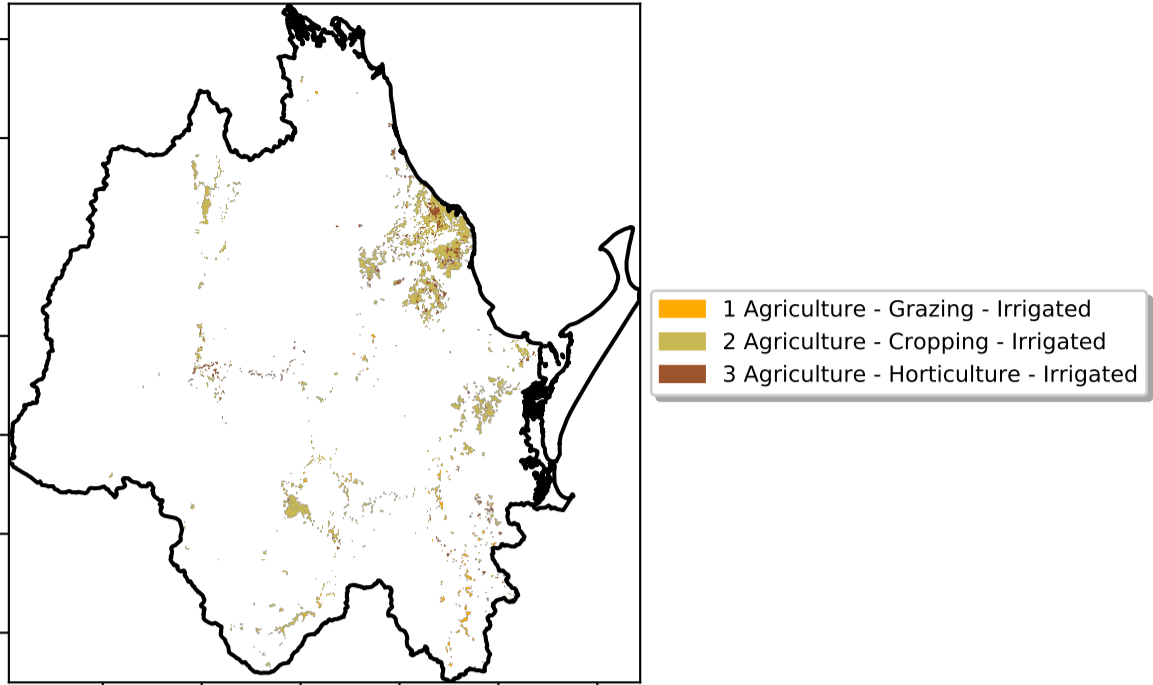 1 Agriculture - Grazing - Irrigated
2 Agriculture - Cropping - Irrigated
3 Agriculture - Horticulture - Irrigated